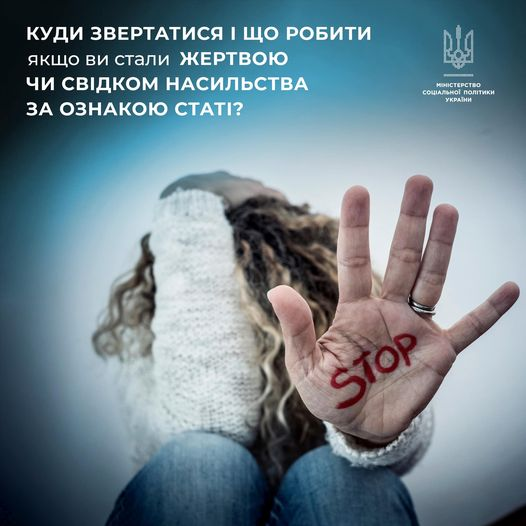 КУДИ ЗВЕРТАТИСЯ І ЩО РОБИТИ
якщо ви стали ЖЕРТВОЮ
ЧИ СВІДКОМ НАСИЛЬСТВА
ЗА ОЗНАКОЮ СТАТІ?
МІНІСТЕРСТВО
СОЦІАЛЬНОЇ ПОЛІТИКИ
УКРАЇНИ
STOP